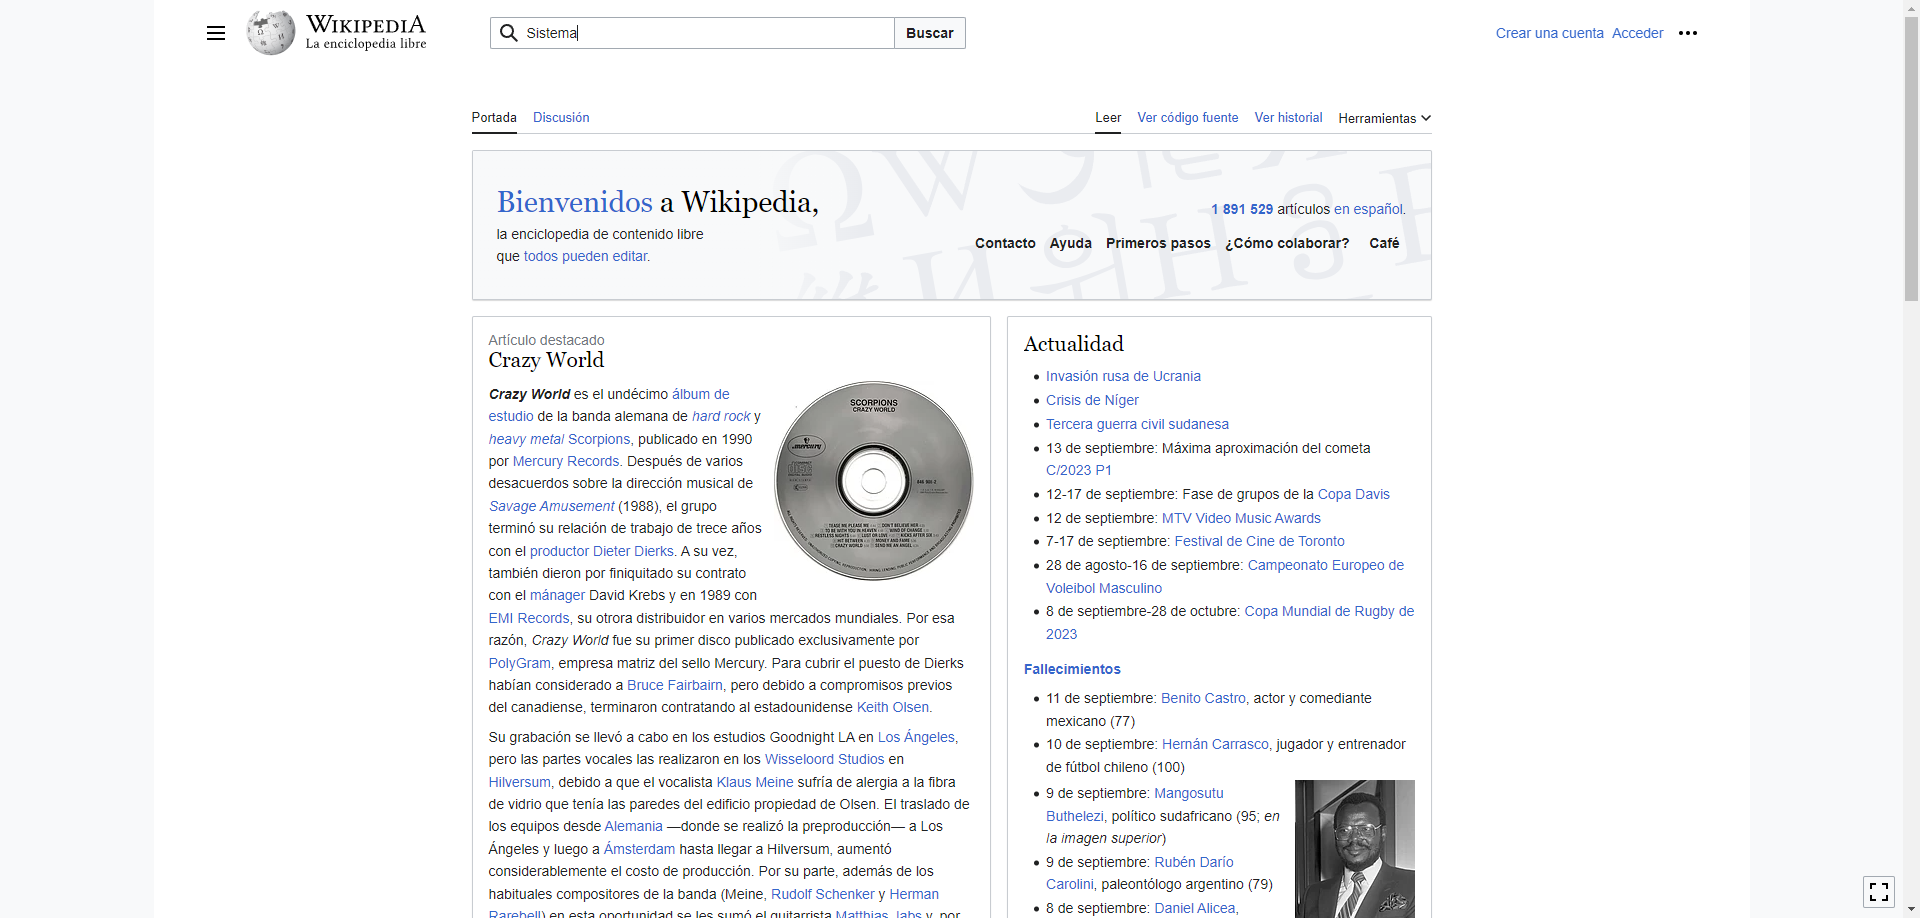 WIKIPEDIA
La enciclopedia libre
Sistema
Buscar
Crear una cuenta Acceder
Portada Discusión
Leer Ver código fuente Ver historial Herramientas
Bienvenidos a Wikipedia,
la enciclopedia de contenido libre
que todos pueden editar.
1 891 529 artículos en español.
Contacto Ayuda Primeros pasos ¿Cómo colaborar? Café
Artículo destacado
Crazy World
Crazy World es el undécimo álbum de
estudio de la banda alemana de hard rock y
heavy metal Scorpions, publicado en 1990
por Mercury Records. Después de varios
desacuerdos sobre la dirección musical de
Savage Amusement (1988), el grupo
terminó su relación de trabajo de trece años
con el productor Dieter Dierks. A su vez,
también dieron por finiquitado su contrato
con el mánager David Krebs y en 1989 con
EMI Records, su otrora distribuidor en varios mercados mundiales. Por esa
razón, Crazy World fue su primer disco publicado exclusivamente por
PolyGram, empresa matriz del sello Mercury. Para cubrir el puesto de Dierks
habían considerado a Bruce Fairbairn, pero debido a compromisos previos
del canadiense, terminaron contratando al estadounidense Keith Olsen.
SCORPIONS
CRAZY WORLD
Su grabación se llevó a cabo en los estudios Goodnight LA en Los Ángeles,
pero las partes vocales las realizaron en los Wisseloord Studios en
Hilversum, debido a que el vocalista Klaus Meine sufría de alergia a la fibra
de vidrio que tenía las paredes del edificio propiedad de Olsen. El traslado de
los equipos desde Alemania —donde se realizó la preproducción— a Los
Ángeles y luego a Ámsterdam hasta llegar a Hilversum, aumentó
considerablemente el costo de producción. Por su parte, además de los
habituales compositores de la banda (Meine, Rudolf Schenker y Herman
Rarebell) en esta oportunidad se les sumó el guitarrista Matthias Jabs y, por
Actualidad
Invasión rusa de Ucrania
Crisis de Níger
Tercera guerra civil sudanesa
13 de septiembre: Máxima aproximación del cometa
C/2023 P1
12-17 de septiembre: Fase de grupos de la Copa Davis
12 de septiembre: MTV Video Music Awards
7-17 de septiembre: Festival de Cine de Toronto
28 de agosto-16 de septiembre: Campeonato Europeo de
Voleibol Masculino
8 de septiembre-28 de octubre: Copa Mundial de Rugby de
2023
Fallecimientos
11 de septiembre: Benito Castro, actor y comediante
mexicano (77)
10 de septiembre: Hernán Carrasco, jugador y entrenador
de fútbol chileno (100)
9 de septiembre: Mangosutu
Buthelezi, político sudafricano (95; en
la imagen superior)
9 de septiembre: Rubén Darío
Carolini, paleontólogo argentino (79)
8 de septiembre: Daniel Alicea,